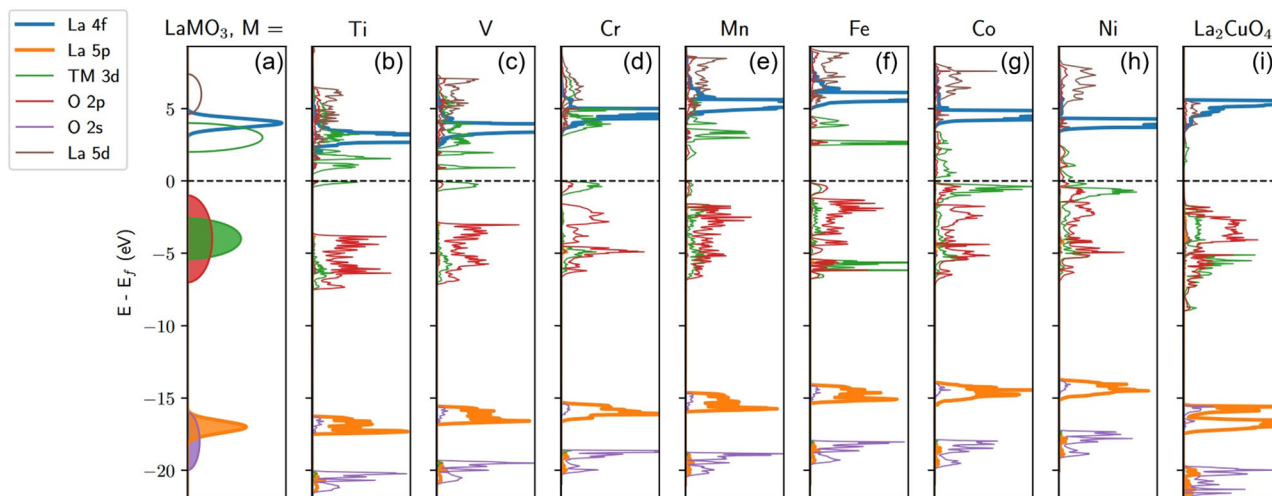 La 4f
La 5p
TM 3d
O 2p
O 2s
La 5d
LaMO₃, M =
Ti
V
Cr
Mn
Fe
Co
Ni
La₂CuO₄
(a)
(b)
(c)
(d)
(e)
(f)
(g)
(h)
(i)
5
0
−5
−10
−15
−20
E - E_f (eV)